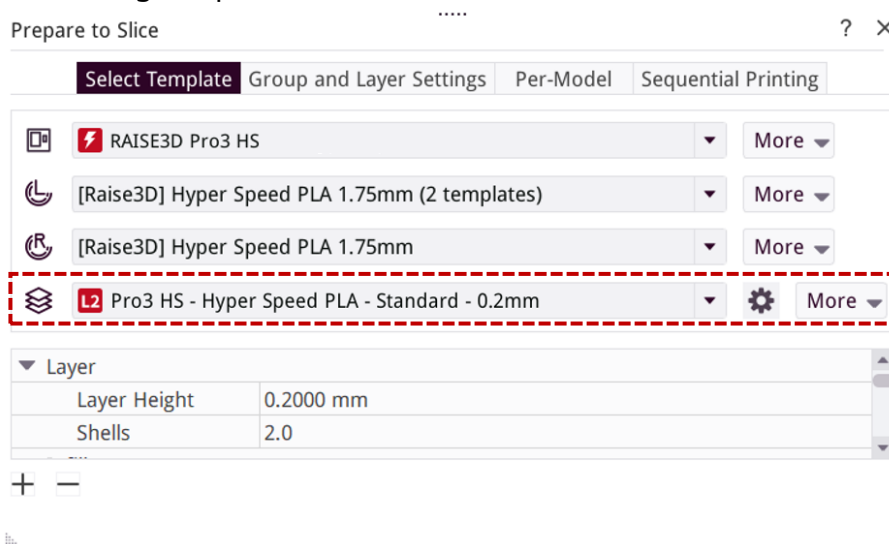 Prepare to Slice ? ×
Select Template Group and Layer Settings Per-Model Sequential Printing
RAISE3D Pro3 HS More
L [Raise3D] Hyper Speed PLA 1.75mm (2 templates) More
R [Raise3D] Hyper Speed PLA 1.75mm More
L2 Pro3 HS - Hyper Speed PLA - Standard - 0.2mm More
Layer
Layer Height 0.2000 mm
Shells 2.0